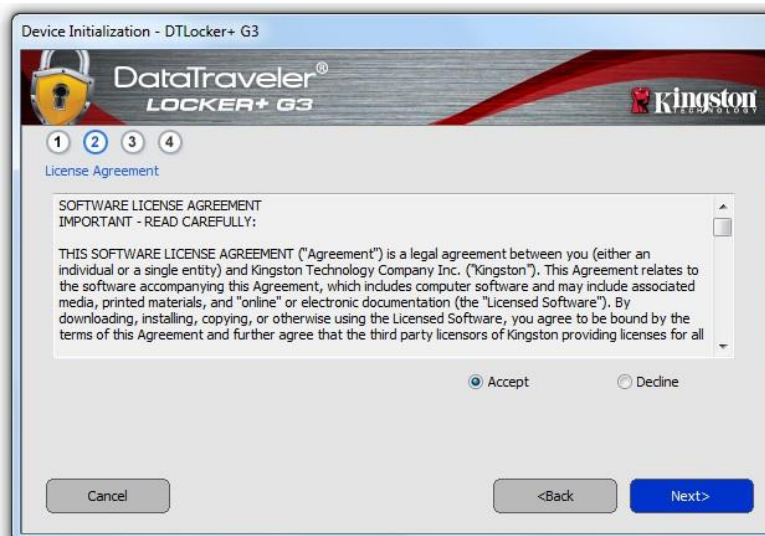 Device Initialization - DTLocker+ G3
DataTraveler®
LOCKER+ G3
Kingston
TECHNOLOGY
1 2 3 4
License Agreement
SOFTWARE LICENSE AGREEMENT
IMPORTANT - READ CAREFULLY:
THIS SOFTWARE LICENSE AGREEMENT ("Agreement") is a legal agreement between you (either an
individual or a single entity) and Kingston Technology Company Inc. ("Kingston"). This Agreement relates to
the software accompanying this Agreement, which includes computer software and may include associated
media, printed materials, and "online" or electronic documentation (the "Licensed Software"). By
downloading, installing, copying, or otherwise using the Licensed Software, you agree to be bound by the
terms of this Agreement and further agree that the third party licensors of Kingston providing licenses for all
Accept Decline
Cancel <Back Next>